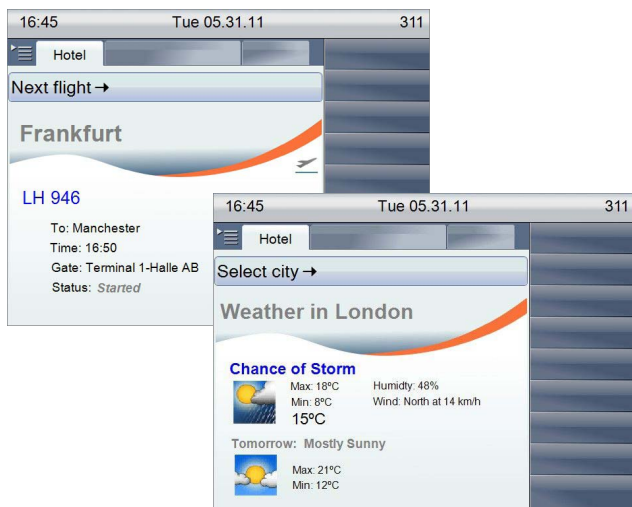 16:45 Tue 05.31.11 311
Hotel
Next flight →
Frankfurt
LH 946
To: Manchester
Time: 16:50
Gate: Terminal 1-Halle AB
Status: Started
16:45 Tue 05.31.11 311
Hotel
Select city →
Weather in London
Chance of Storm
Max: 18ºC Humidty: 48%
Min: 8ºC Wind: North at 14 km/h
15ºC
Tomorrow: Mostly Sunny
Max: 21ºC
Min: 12ºC